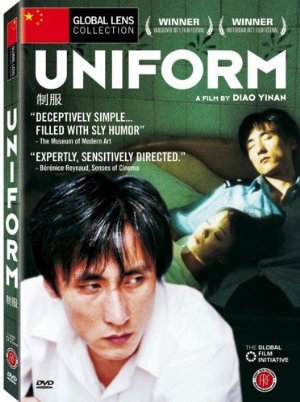 GLOBAL LENS
COLLECTION
WINNER
VANCOUVER INT'L FILM FESTIVAL
WINNER
ROTTERDAM INT'L FILM FESTIVAL
UNIFORM
制服
A FILM BY DIAO YINAN
"DECEPTIVELY SIMPLE...
FILLED WITH SLY HUMOR"
- The Museum of Modern Art
"EXPERTLY, SENSITIVELY DIRECTED."
- Bérénice Reynaud, Senses of Cinema
THE
GLOBAL
FILM
INITIATIVE
DVD
UNIFORM
制服
DVD